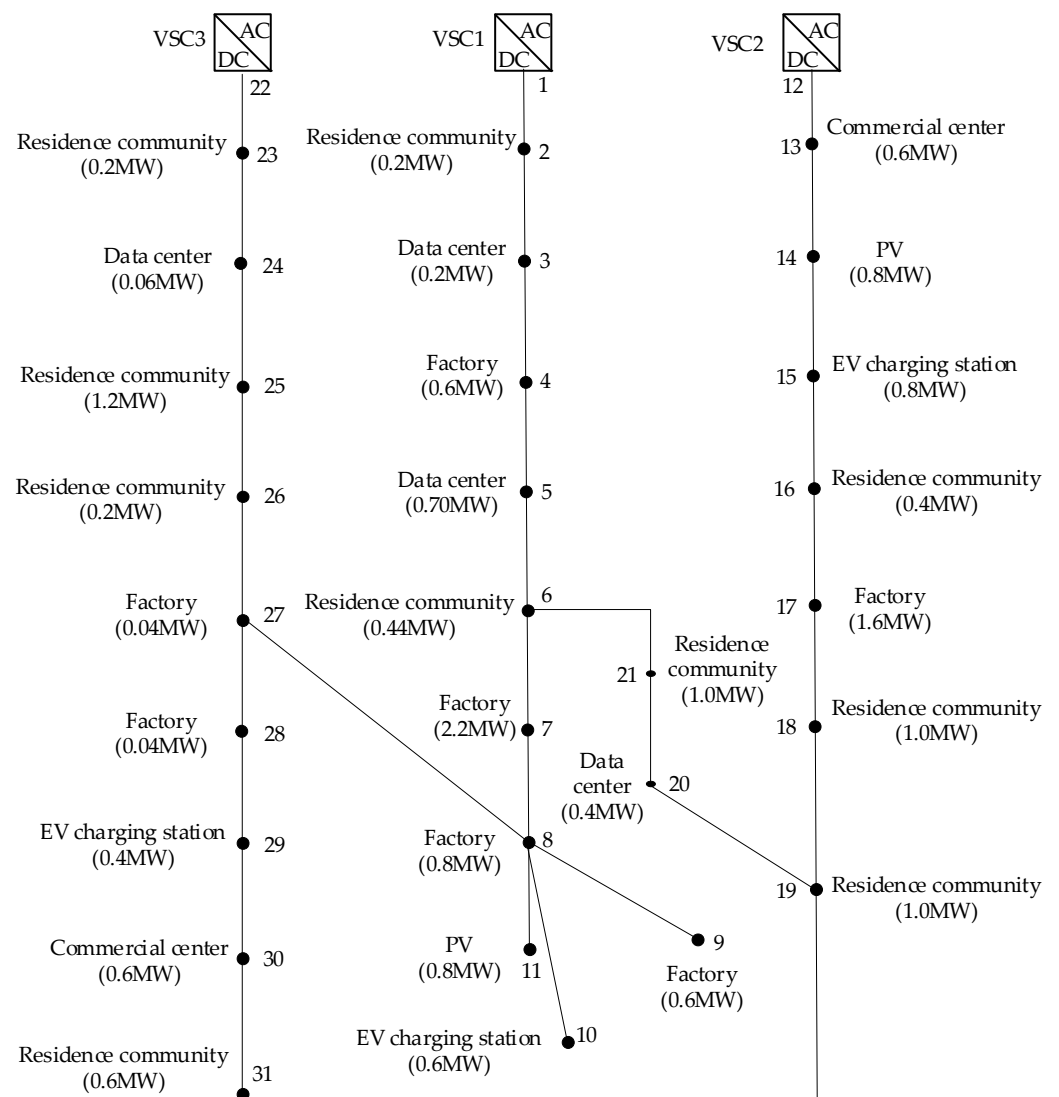 VSC3
AC
DC
22
Residence community
(0.2MW)
23
Data center
(0.06MW)
24
Residence community
(1.2MW)
25
Residence community
(0.2MW)
26
Factory
(0.04MW)
27
Factory
(0.04MW)
28
EV charging station
(0.4MW)
29
Commercial center
(0.6MW)
30
Residence community
(0.6MW)
31
VSC1
AC
DC
1
Residence community
(0.2MW)
2
Data center
(0.2MW)
3
Factory
(0.6MW)
4
Data center
(0.70MW)
5
Residence community
(0.44MW)
6
Factory
(2.2MW)
7
Factory
(0.8MW)
8
PV
(0.8MW)
11
EV charging station
(0.6MW)
10
9
Factory
(0.6MW)
Residence
community
(1.0MW)
21
Data
center
(0.4MW)
20
VSC2
AC
DC
12
Commercial center
(0.6MW)
13
PV
(0.8MW)
14
EV charging station
(0.8MW)
15
Residence community
(0.4MW)
16
Factory
(1.6MW)
17
Residence community
(1.0MW)
18
Residence community
(1.0MW)
19